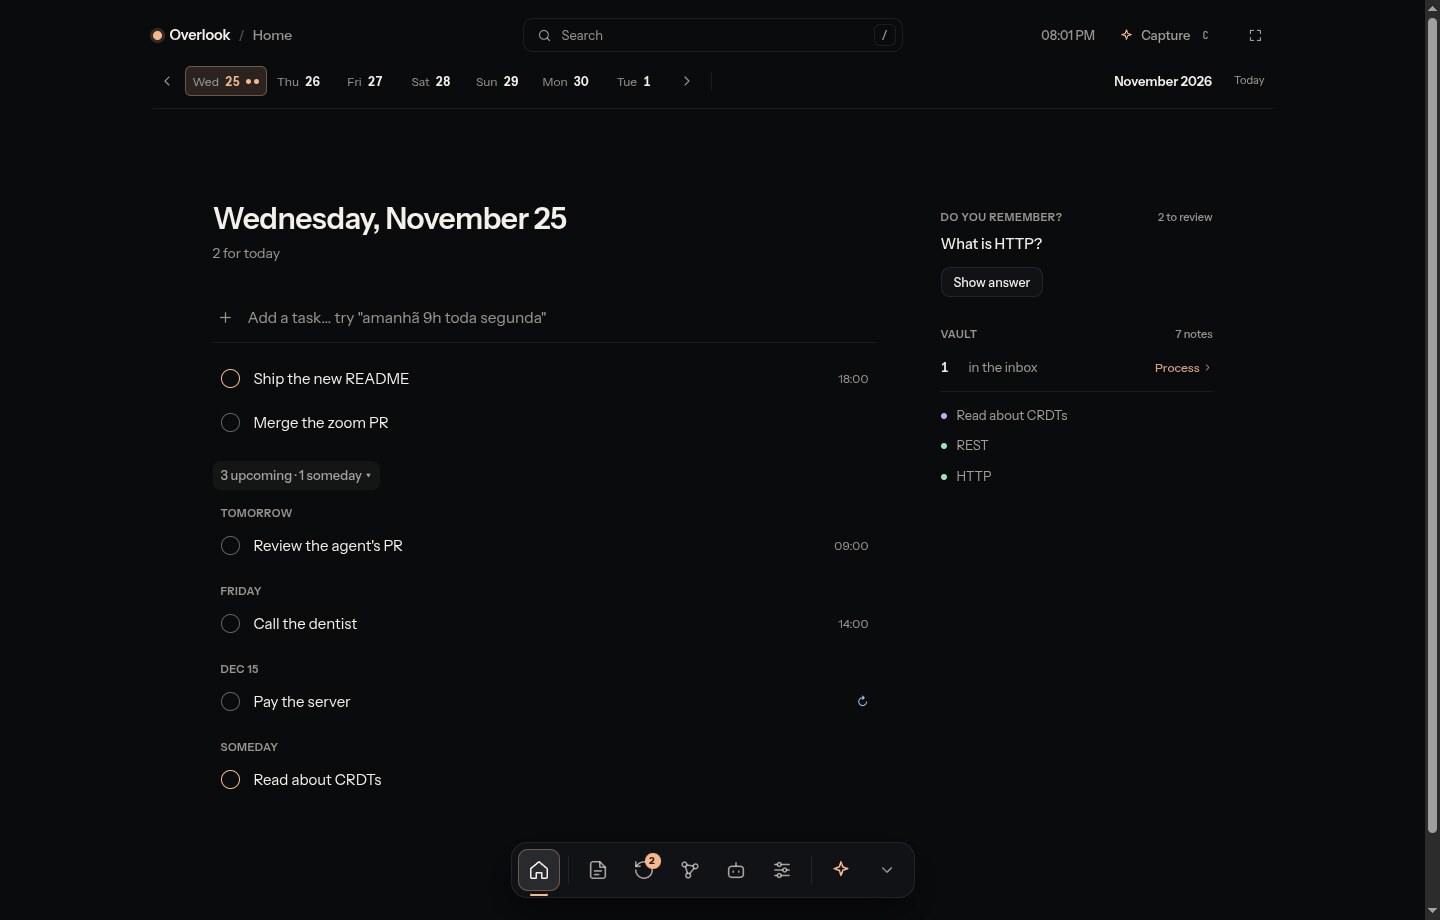 Overlook / Home
Search /
08:01 PM Capture C
Wed 25 Thu 26 Fri 27 Sat 28 Sun 29 Mon 30 Tue 1
November 2026 Today
Wednesday, November 25
2 for today
Add a task... try "amanhã 9h toda segunda"
Ship the new README 18:00
Merge the zoom PR
3 upcoming · 1 someday ▾
TOMORROW
Review the agent's PR 09:00
FRIDAY
Call the dentist 14:00
DEC 15
Pay the server
SOMEDAY
Read about CRDTs
DO YOU REMEMBER? 2 to review
What is HTTP?
Show answer
VAULT 7 notes
1 in the inbox Process
Read about CRDTs
REST
HTTP
2